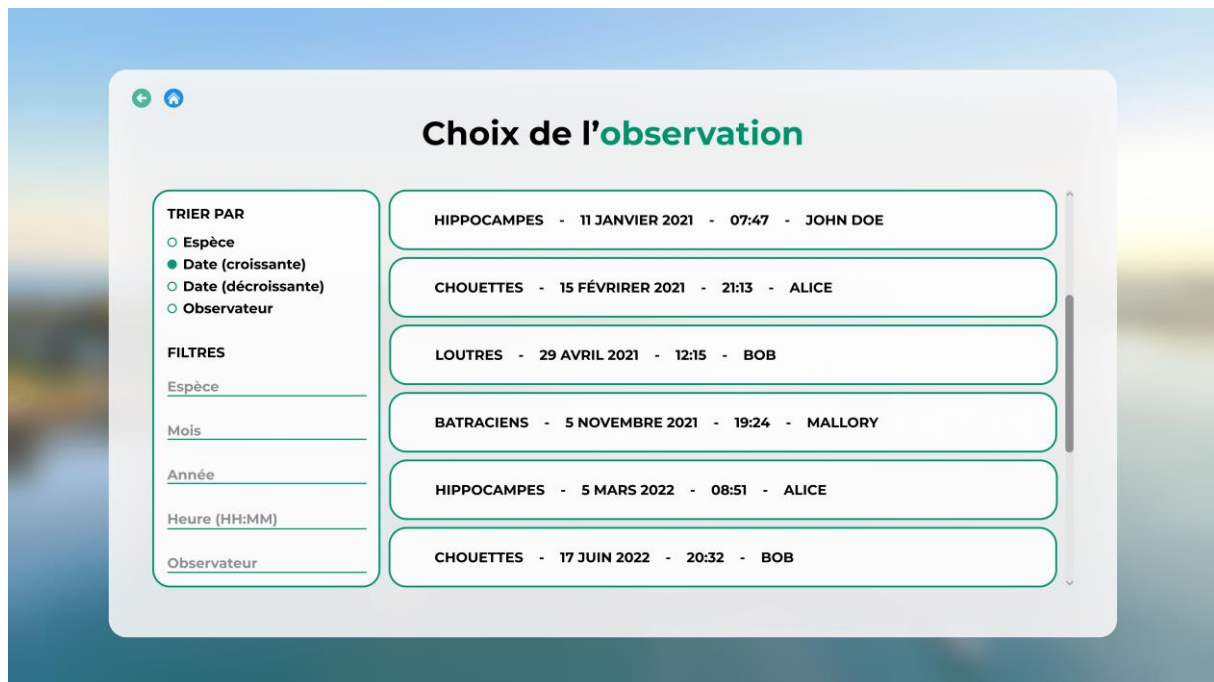 Choix de l’observation
TRIER PAR
Espèce
Date (croissante)
Date (décroissante)
Observateur
FILTRES
Espèce
Mois
Année
Heure (HH:MM)
Observateur
HIPPOCAMPES - 11 JANVIER 2021 - 07:47 - JOHN DOE
CHOUETTES - 15 FÉVRIRER 2021 - 21:13 - ALICE
LOUTRES - 29 AVRIL 2021 - 12:15 - BOB
BATRACIENS - 5 NOVEMBRE 2021 - 19:24 - MALLORY
HIPPOCAMPES - 5 MARS 2022 - 08:51 - ALICE
CHOUETTES - 17 JUIN 2022 - 20:32 - BOB